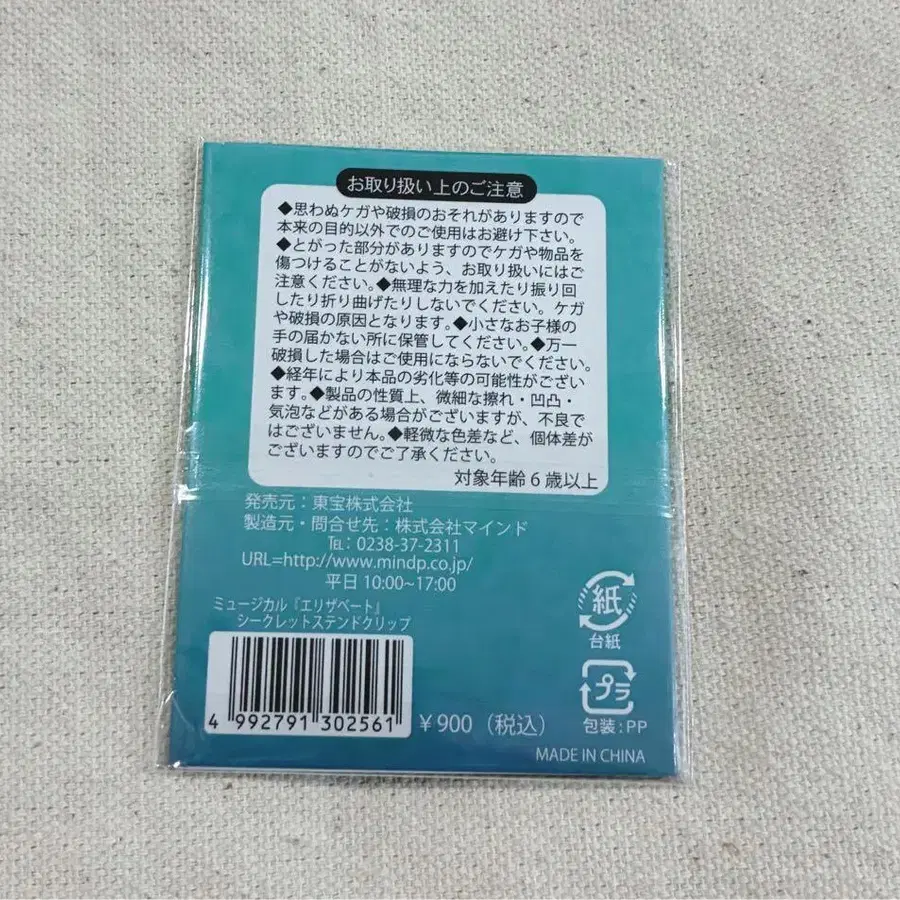 お取り扱い上のご注意
◆思わぬケガや破損のおそれがありますので
本来の目的以外でのご使用はお避け下さい。
◆とがった部分がありますのでケガや物品を
傷つけることがないよう、お取り扱いにはご
注意ください。◆無理な力を加えたり振り回
したり折り曲げたりしないでください。ケガ
や破損の原因となります。◆小さなお子様の
手の届かない所に保管してください。◆万一
破損した場合はご使用にならないでください。
◆経年により本品の劣化等の可能性がござい
ます。◆製品の性質上、微細な擦れ・凹凸・
気泡などがある場合がございますが、不良で
はございません。◆軽微な色差など、個体差が
ございますのでご了承ください。
対象年齢6歳以上
発売元：東宝株式会社
製造元・問合せ先：株式会社マインド
TEL：0238-37-2311
URL=http://www.mindp.co.jp/
平日 10:00~17:00
ミュージカル『エリザベート』
シークレットステンドクリップ
4 992791 302561
¥900（税込）
紙
台紙
プラ
包装:PP
MADE IN CHINA